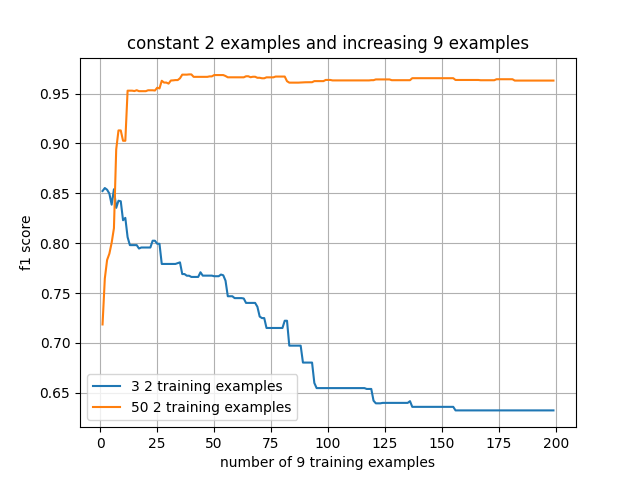 constant 2 examples and increasing 9 examples
f1 score
0.95
0.90
0.85
0.80
0.75
0.70
0.65
3 2 training examples
50 2 training examples
0 25 50 75 100 125 150 175 200
number of 9 training examples